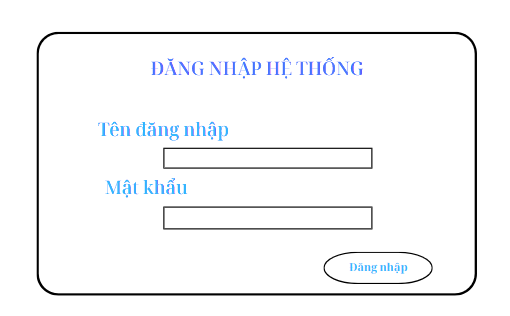 ĐĂNG NHẬP HỆ THỐNG
Tên đăng nhập
Mật khẩu
Đăng nhập